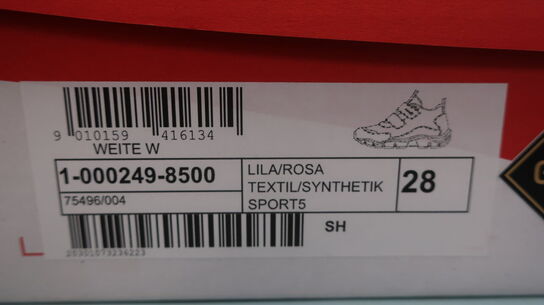 9 010159 416134
WEITE W
1-000249-8500
75496/004
LILA/ROSA
TEXTIL/SYNTHETIK
SPORT5
28
SH